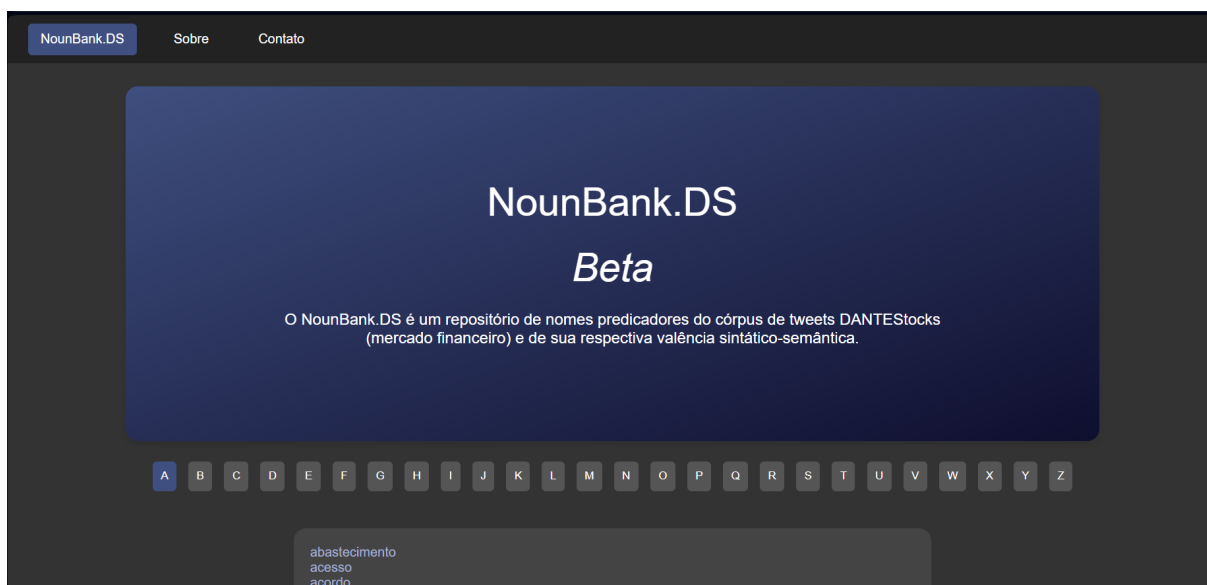 NounBank.DS Sobre Contato
NounBank.DS
Beta
O NounBank.DS é um repositório de nomes predicadores do córpus de tweets DANTEStocks
(mercado financeiro) e de sua respectiva valência sintático-semântica.
A B C D E F G H I J K L M N O P Q R S T U V W X Y Z
abastecimento
acesso
acordo